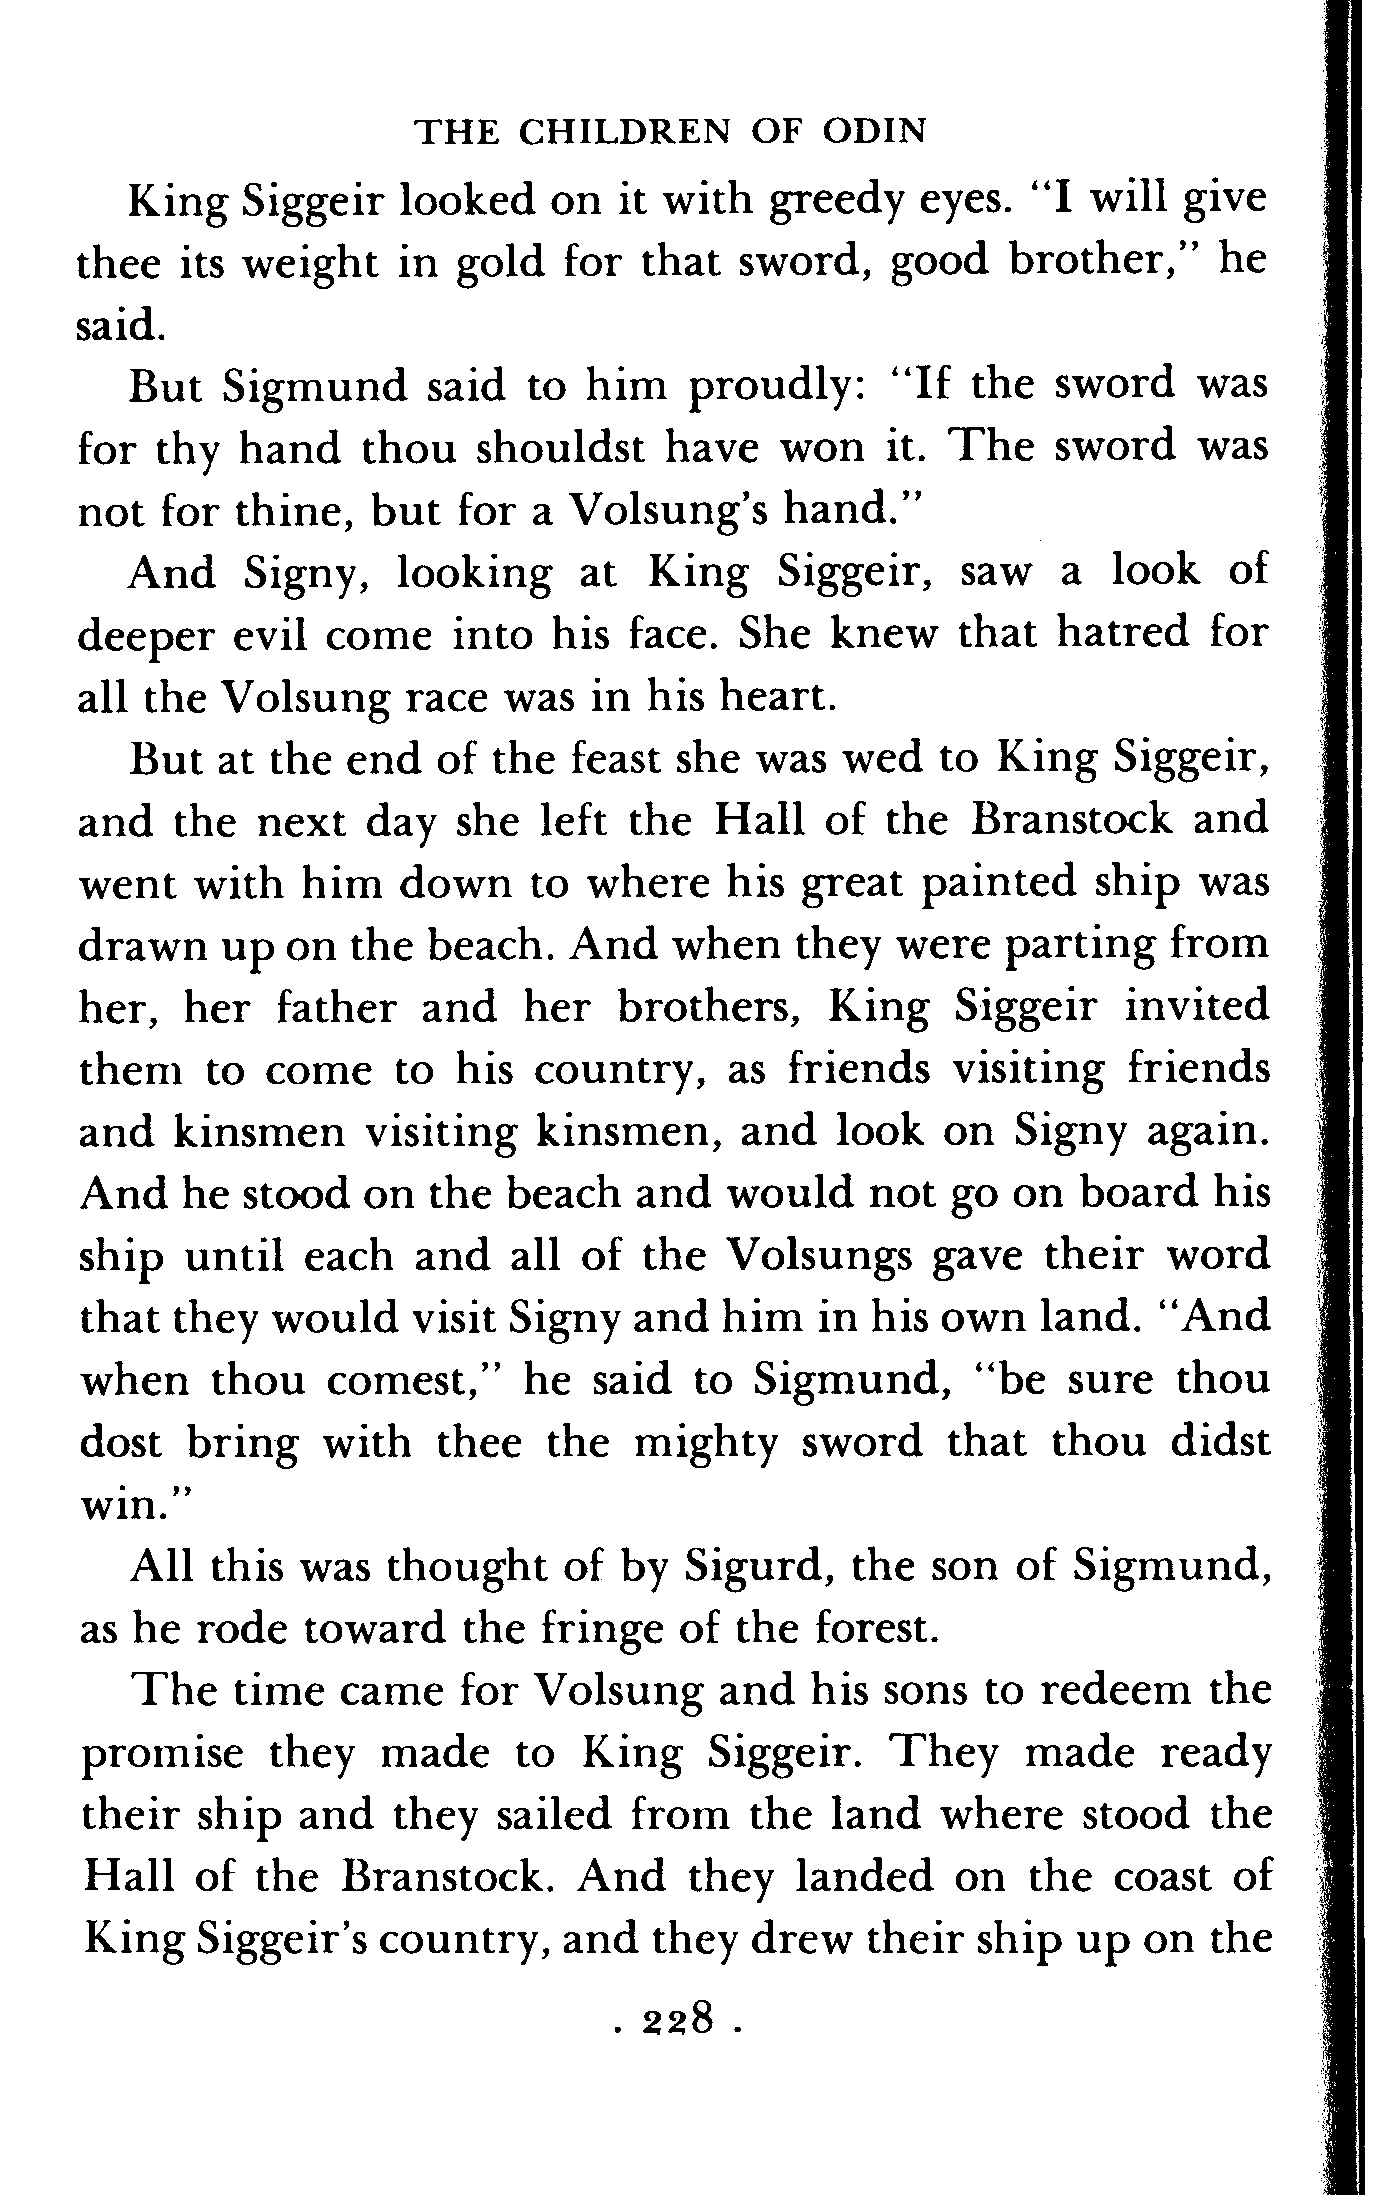 THE CHILDREN OF ODIN
King Siggeir looked on it with greedy eyes. "I will give
thee its weight in gold for that sword, good brother," he
said.
But Sigmund said to him proudly: "If the sword was
for thy hand thou shouldst have won it. The sword was
not for thine, but for a Volsung's hand."
And Signy, looking at King Siggeir, saw a look of
deeper evil come into his face. She knew that hatred for
all the Volsung race was in his heart.
But at the end of the feast she was wed to King Siggeir,
and the next day she left the Hall of the Branstock and
went with him down to where his great painted ship was
drawn up on the beach. And when they were parting from
her, her father and her brothers, King Siggeir invited
them to come to his country, as friends visiting friends
and kinsmen visiting kinsmen, and look on Signy again.
And he stood on the beach and would not go on board his
ship until each and all of the Volsungs gave their word
that they would visit Signy and him in his own land. "And
when thou comest," he said to Sigmund, "be sure thou
dost bring with thee the mighty sword that thou didst
win."
All this was thought of by Sigurd, the son of Sigmund,
as he rode toward the fringe of the forest.
The time came for Volsung and his sons to redeem the
promise they made to King Siggeir. They made ready
their ship and they sailed from the land where stood the
Hall of the Branstock. And they landed on the coast of
King Siggeir's country, and they drew their ship up on the
. 228 .